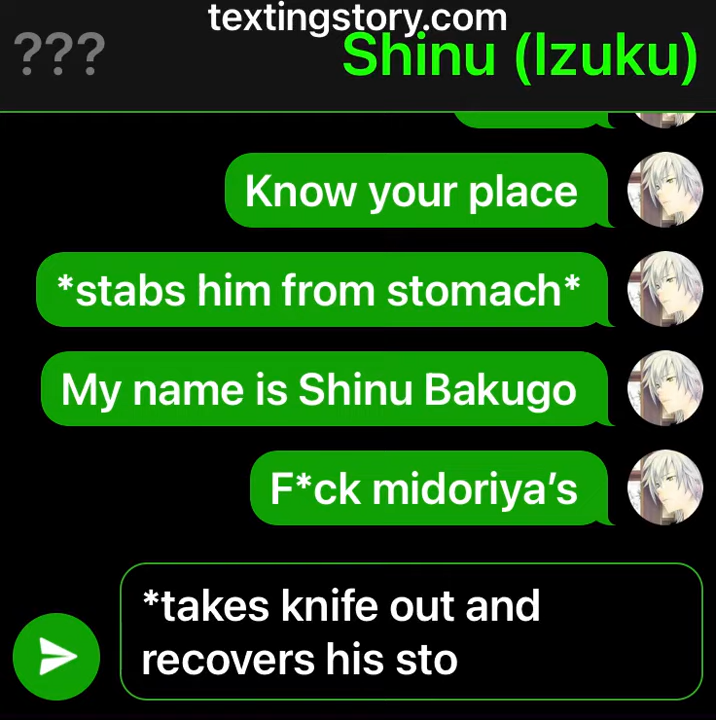 textingstory.com
??? Shinu (Izuku)
Know your place
*stabs him from stomach*
My name is Shinu Bakugo
F*ck midoriya’s
*takes knife out and
recovers his sto